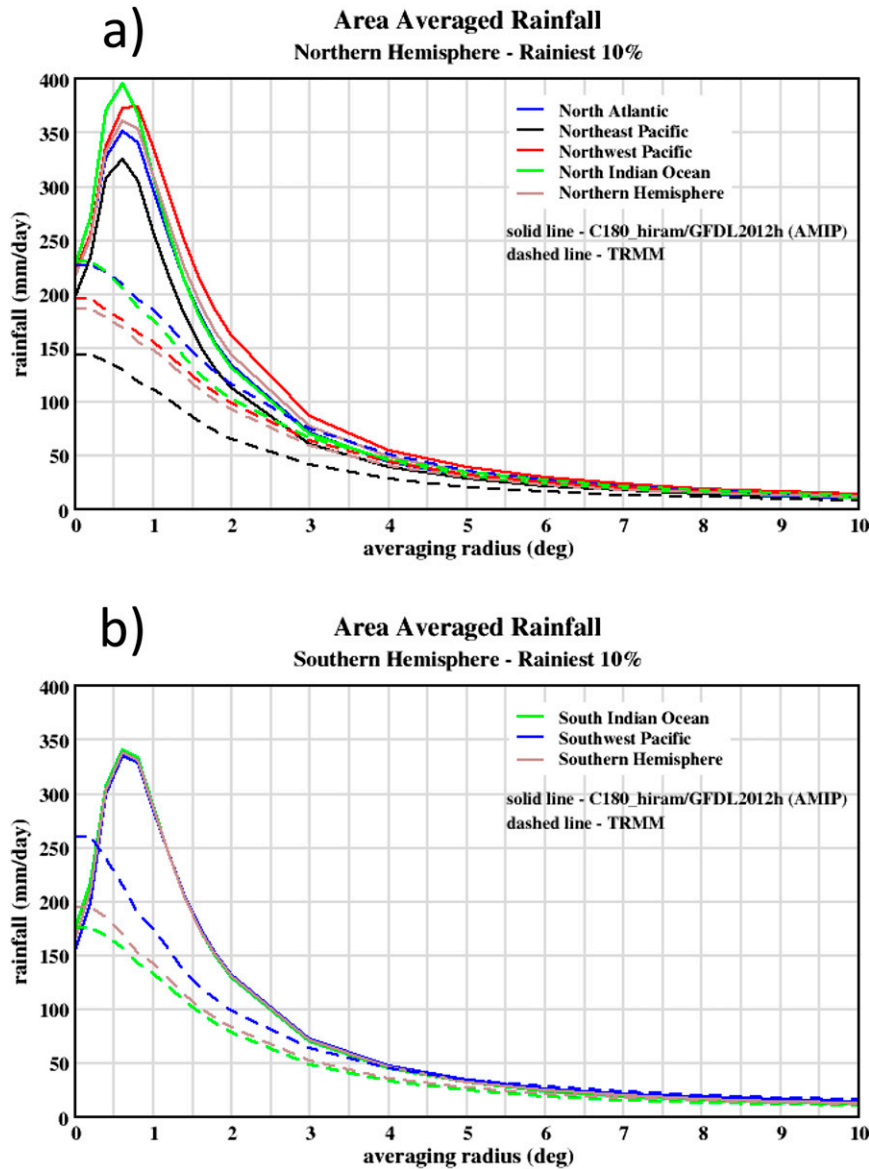 a)
Area Averaged Rainfall
Northern Hemisphere - Rainiest 10%
400
350
300
250
200
150
100
50
0
rainfall (mm/day)
North Atlantic
Northeast Pacific
Northwest Pacific
North Indian Ocean
Northern Hemisphere
solid line - C180_hiram/GFDL2012h (AMIP)
dashed line - TRMM
0 1 2 3 4 5 6 7 8 9 10
averaging radius (deg)
b)
Area Averaged Rainfall
Southern Hemisphere - Rainiest 10%
400
350
300
250
200
150
100
50
0
rainfall (mm/day)
South Indian Ocean
Southwest Pacific
Southern Hemisphere
solid line - C180_hiram/GFDL2012h (AMIP)
dashed line - TRMM
0 1 2 3 4 5 6 7 8 9 10
averaging radius (deg)